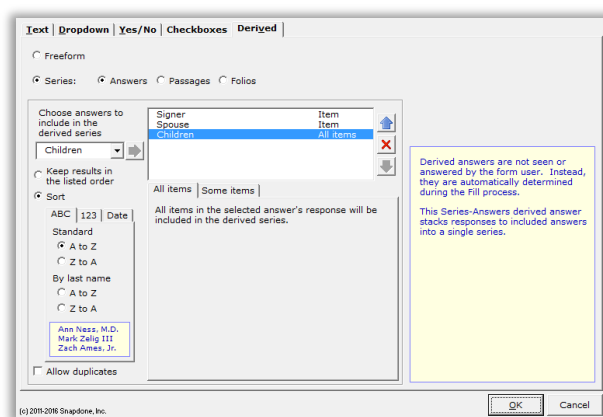 Text | Dropdown | Yes/No | Checkboxes | Derived |
Freeform
Series: Answers Passages Folios
Choose answers to
include in the
derived series
Children
Keep results in
the listed order
Sort
ABC | 123 | Date |
Standard
A to Z
Z to A
By last name
A to Z
Z to A
Ann Ness, M.D.
Mark Zelig III
Zach Ames, Jr.
Allow duplicates
Signer Item
Spouse Item
Children All items
All items | Some items |
All items in the selected answer's response will be
included in the derived series.
Derived answers are not seen or
answered by the form user. Instead,
they are automatically determined
during the Fill process.
This Series-Answers derived answer
stacks responses to included answers
into a single series.
(c) 2011-2016 Snapdone, Inc.
OK Cancel